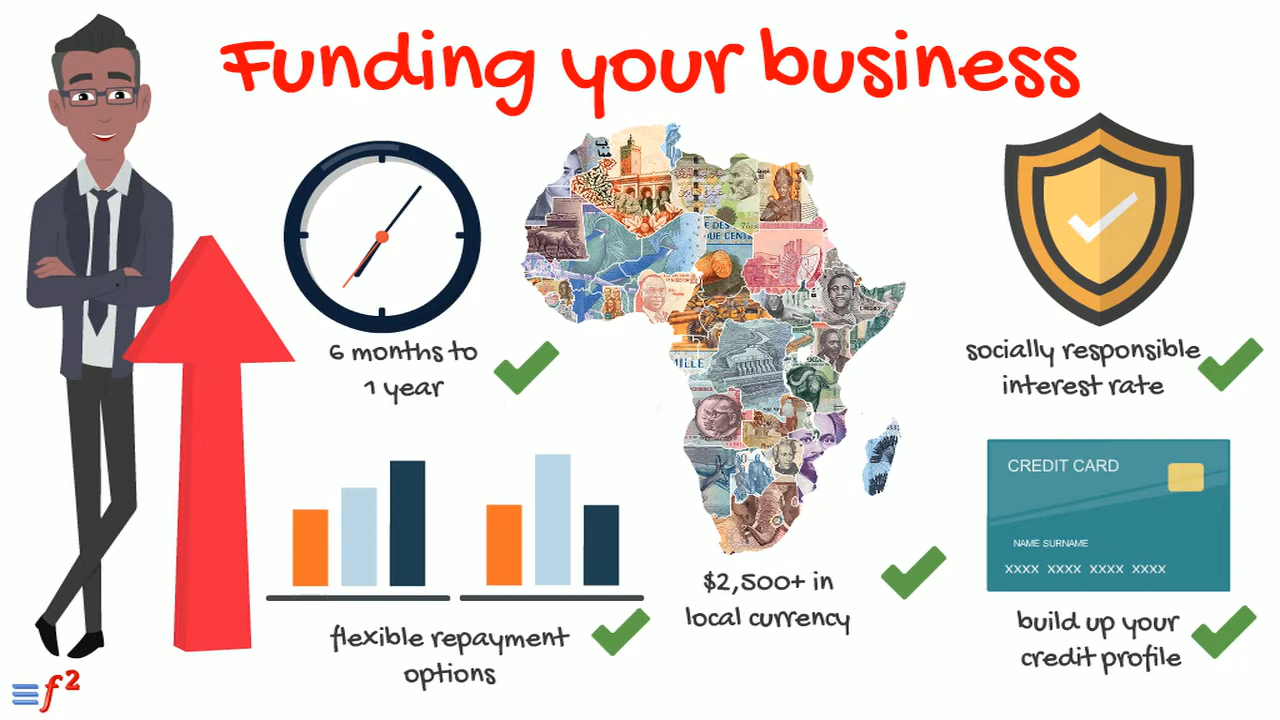 Funding your business
6 months to
1 year
socially responsible
interest rate
CREDIT CARD
NAME SURNAME
XXXX XXXX XXXX XXXX
$2,500+ in
local currency
flexible repayment
options
build up your
credit profile
f²